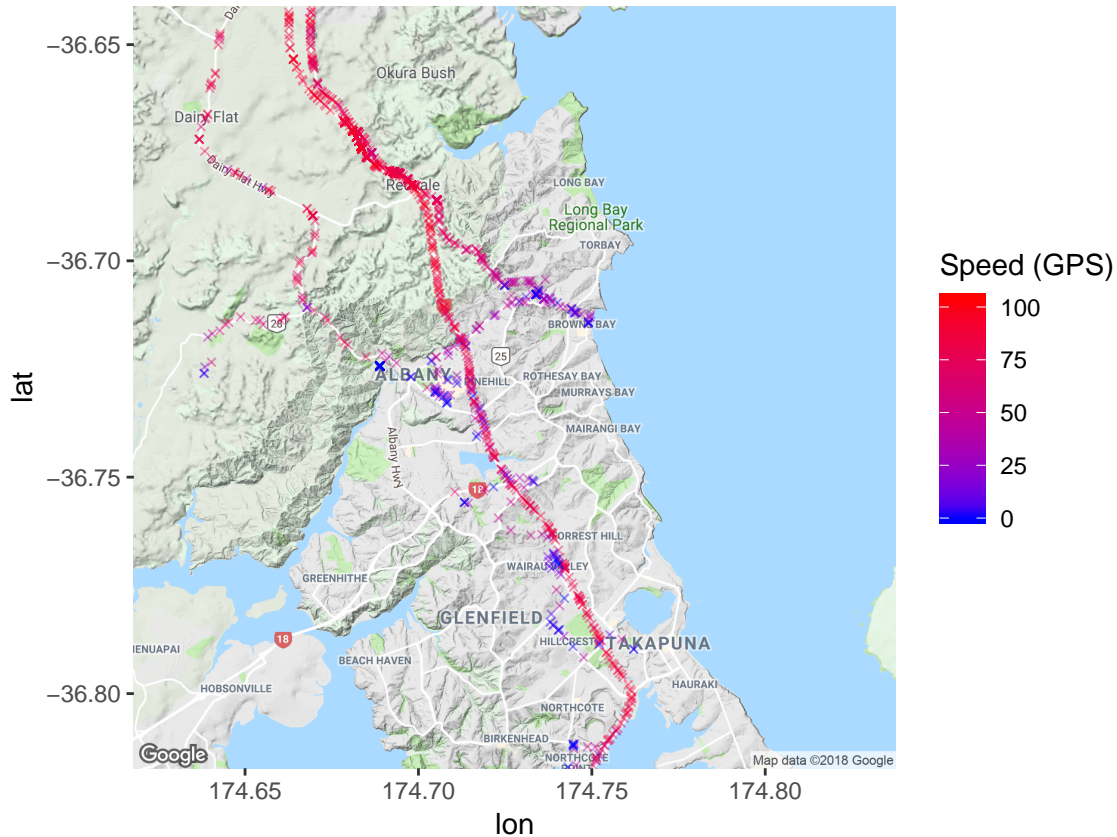 Dai
−36.65
Okura Bush
Dairy Flat
Dairy Flat Hwy
Redvale
LONG BAY
Long Bay
Regional Park
TORBAY
−36.70
28
BROWNS BAY
25
ALBANY
PINEHILL
ROTHESAY BAY
MURRAYS BAY
MAIRANGI BAY
Albany Hwy
−36.75
18
FORREST HILL
WAIRAU VALLEY
GREENHITHE
GLENFIELD
18
HILLCREST
TAKAPUNA
ENUAPAI
BEACH HAVEN
HOBSONVILLE
HAURAKI
−36.80
NORTHCOTE
BIRKENHEAD
NORTHCOTE
POINT
Google
Map data ©2018 Google
174.65
174.70
174.75
174.80
lon
lat
Speed (GPS)
100
75
50
25
0